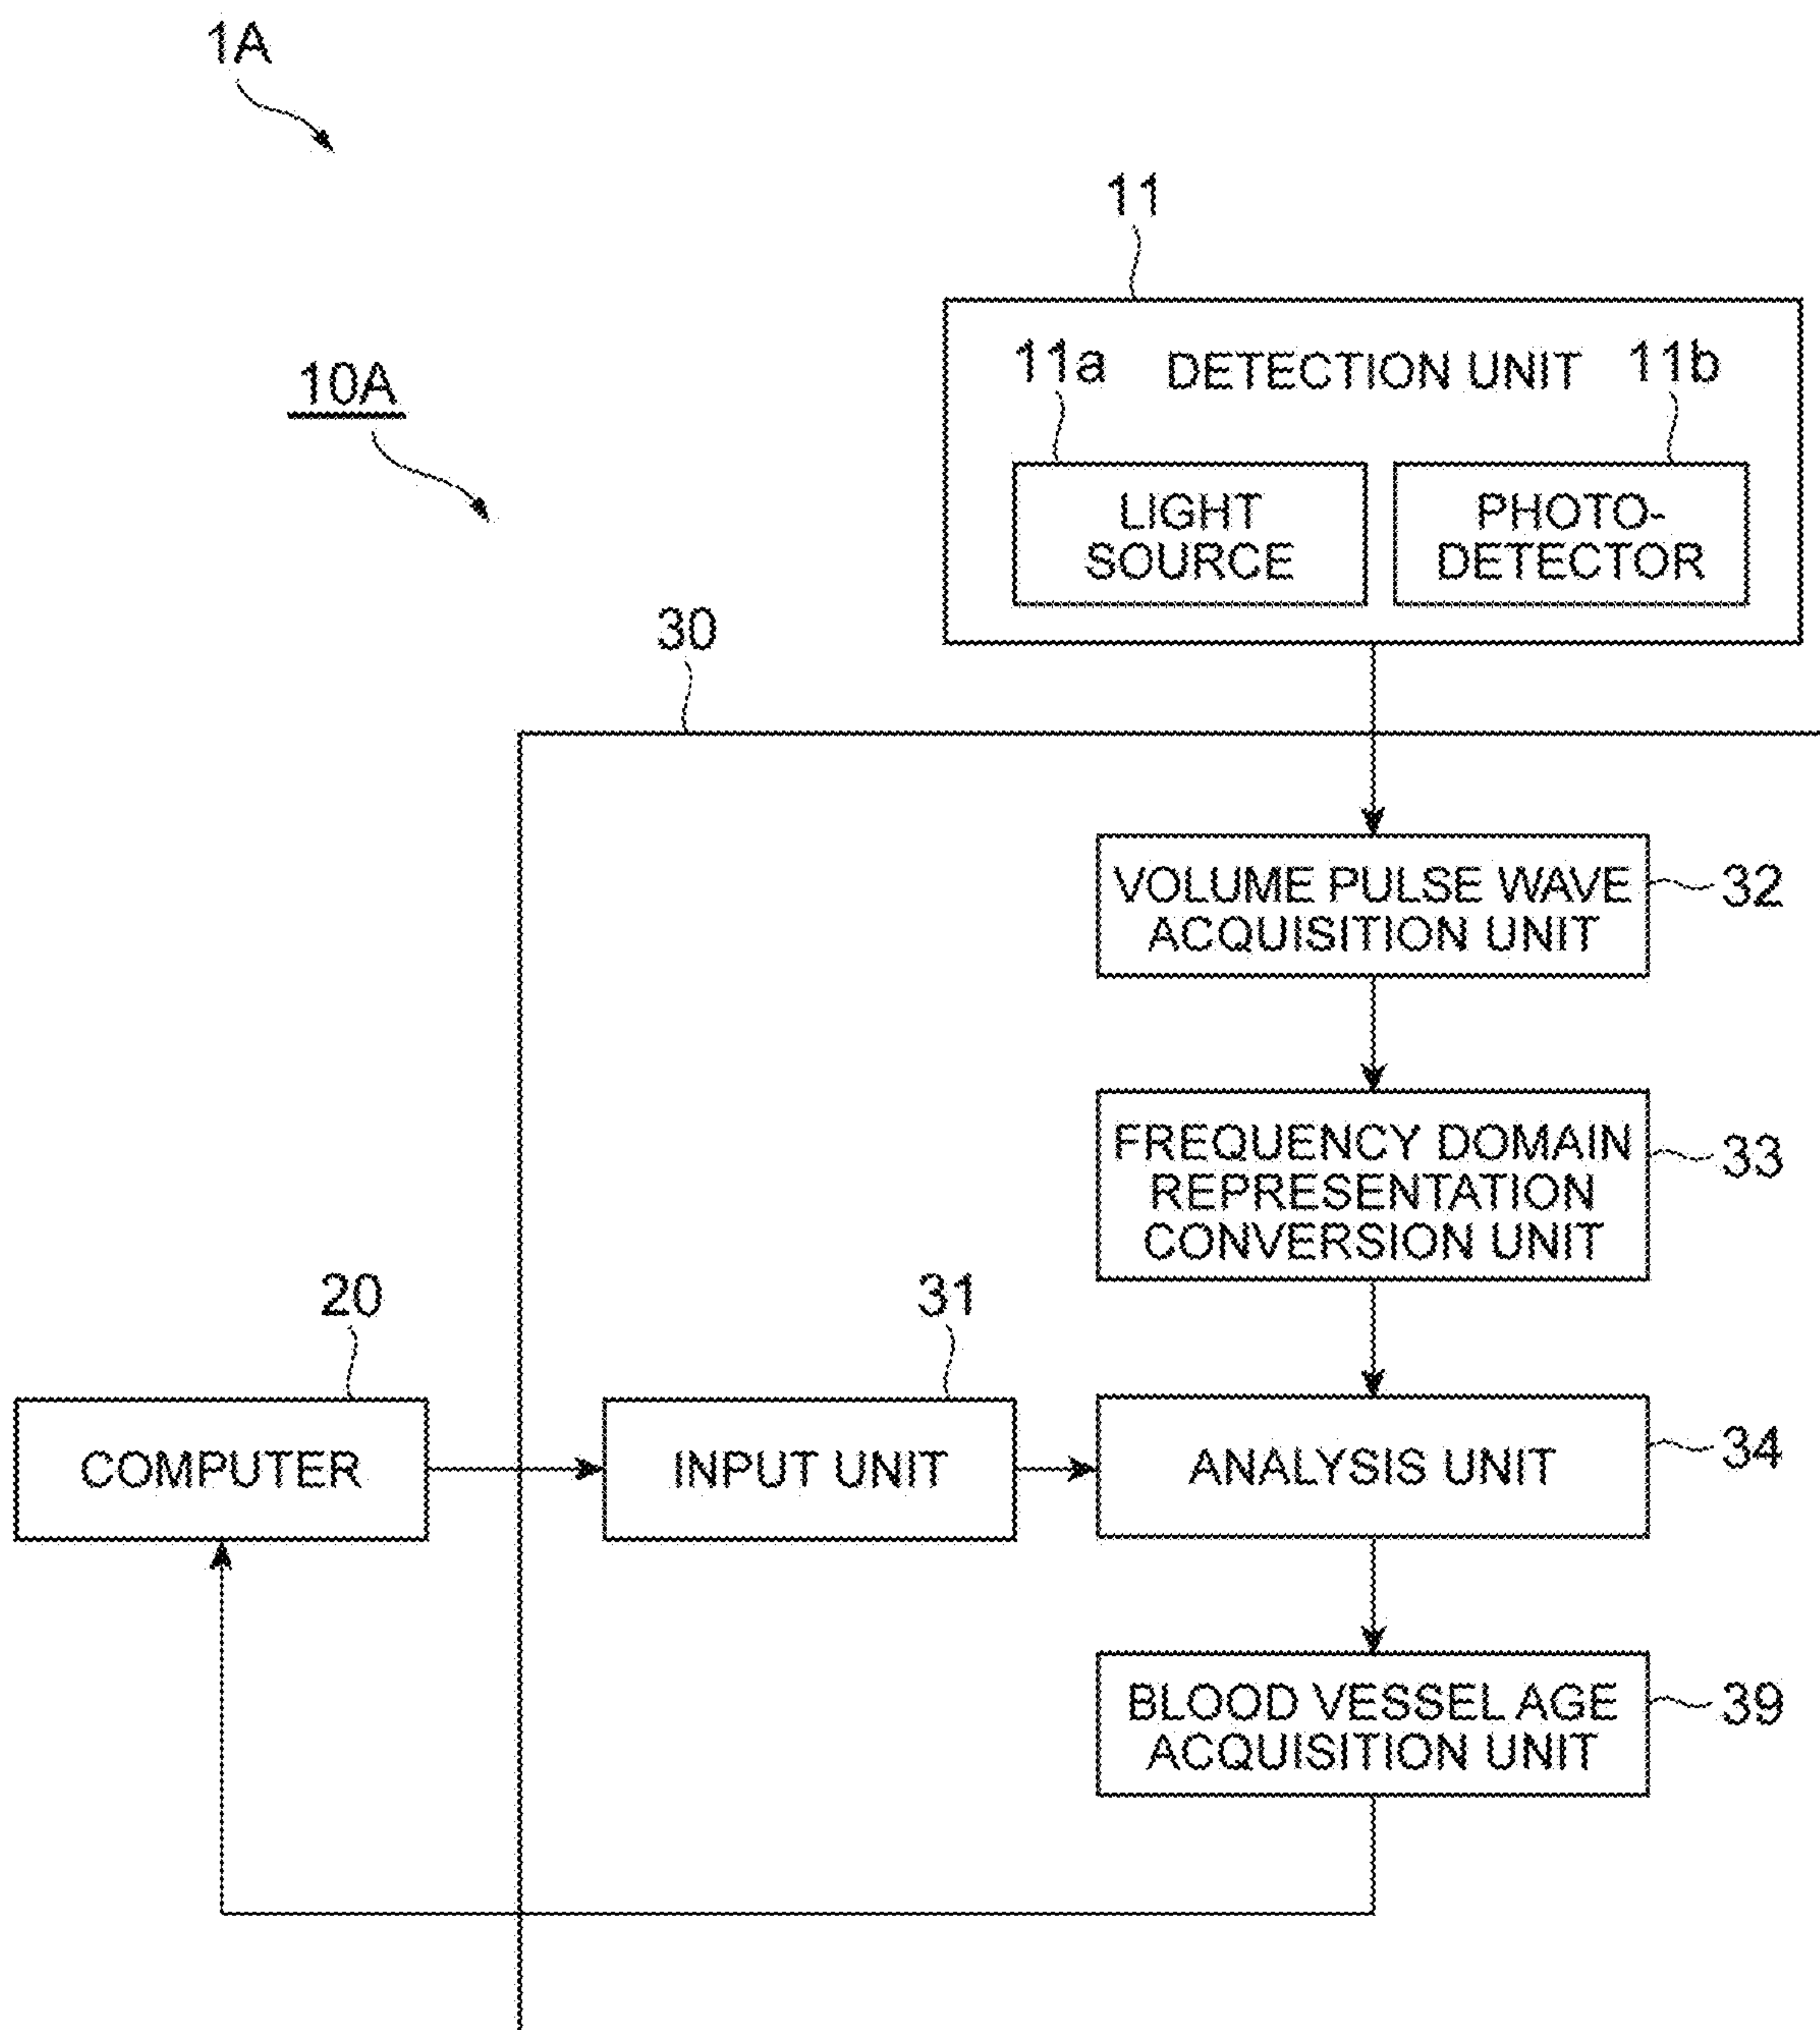 1A
11
10A
11a
DETECTION UNIT
11b
LIGHT
SOURCE
PHOTO-
DETECTOR
30
VOLUME PULSE WAVE
ACQUISITION UNIT
32
FREQUENCY DOMAIN
REPRESENTATION
CONVERSION UNIT
33
20
31
COMPUTER
INPUT UNIT
ANALYSIS UNIT
34
BLOOD VESSEL AGE
ACQUISITION UNIT
39